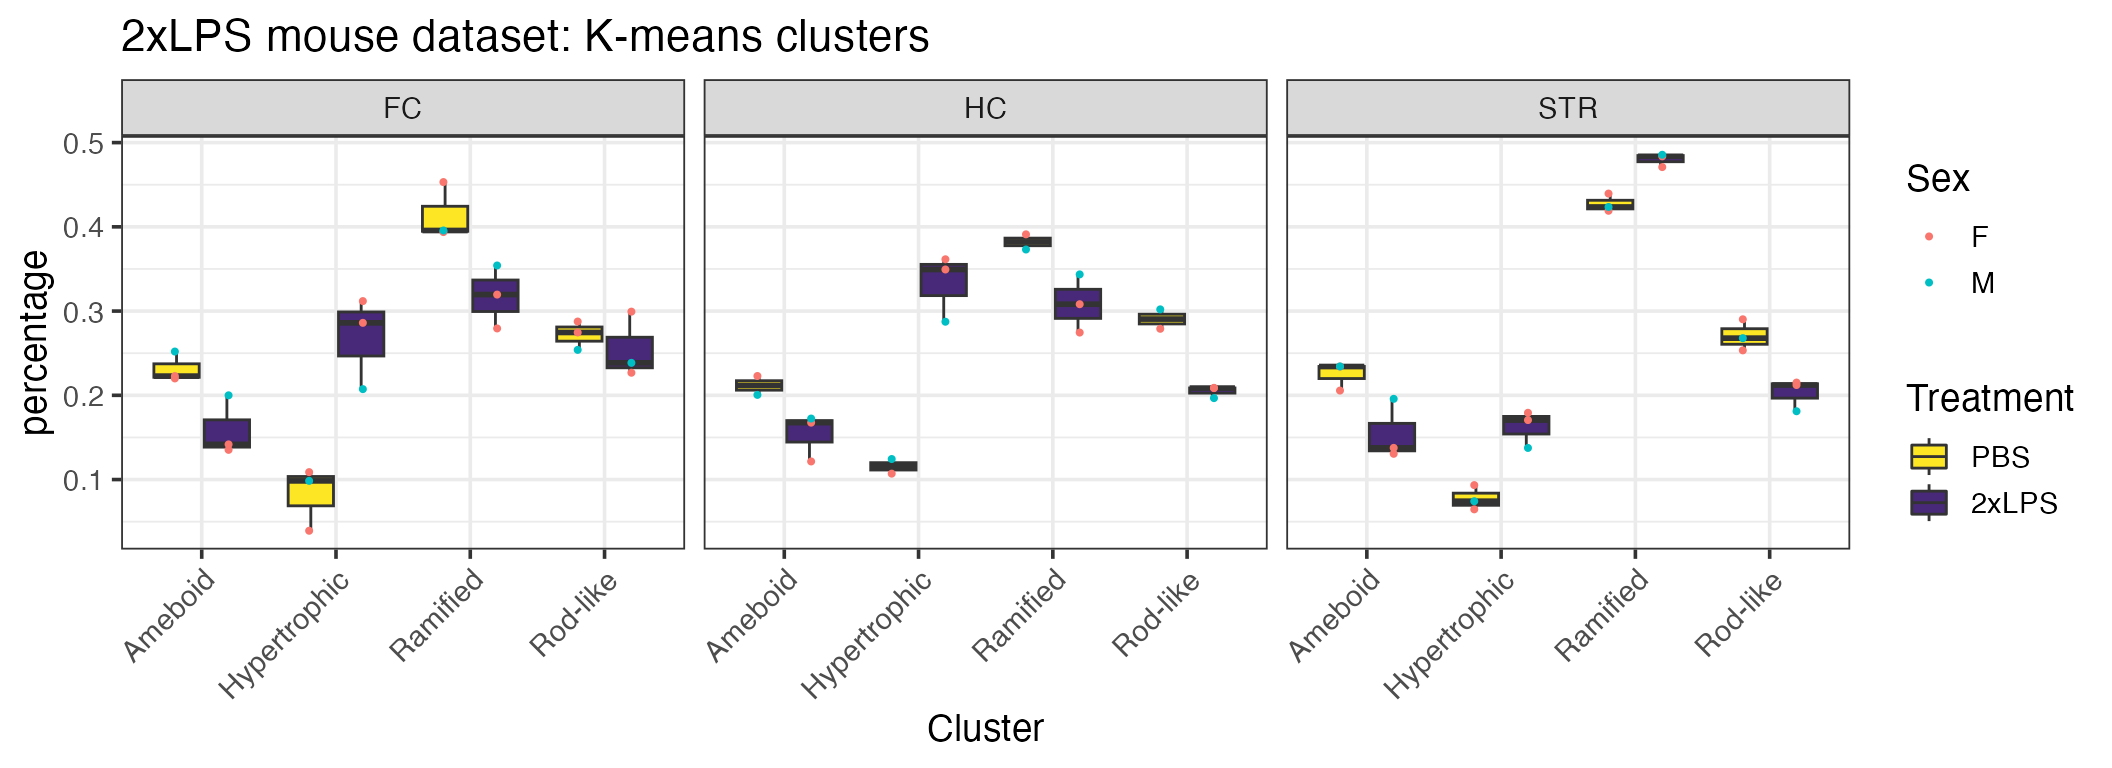 2xLPS mouse dataset: K-means clusters
FC
HC
STR
percentage
0.5
0.4
0.3
0.2
0.1
Ameboid
Hypertrophic
Ramified
Rod-like
Ameboid
Hypertrophic
Ramified
Rod-like
Ameboid
Hypertrophic
Ramified
Rod-like
Cluster
Sex
F
M
Treatment
PBS
2xLPS